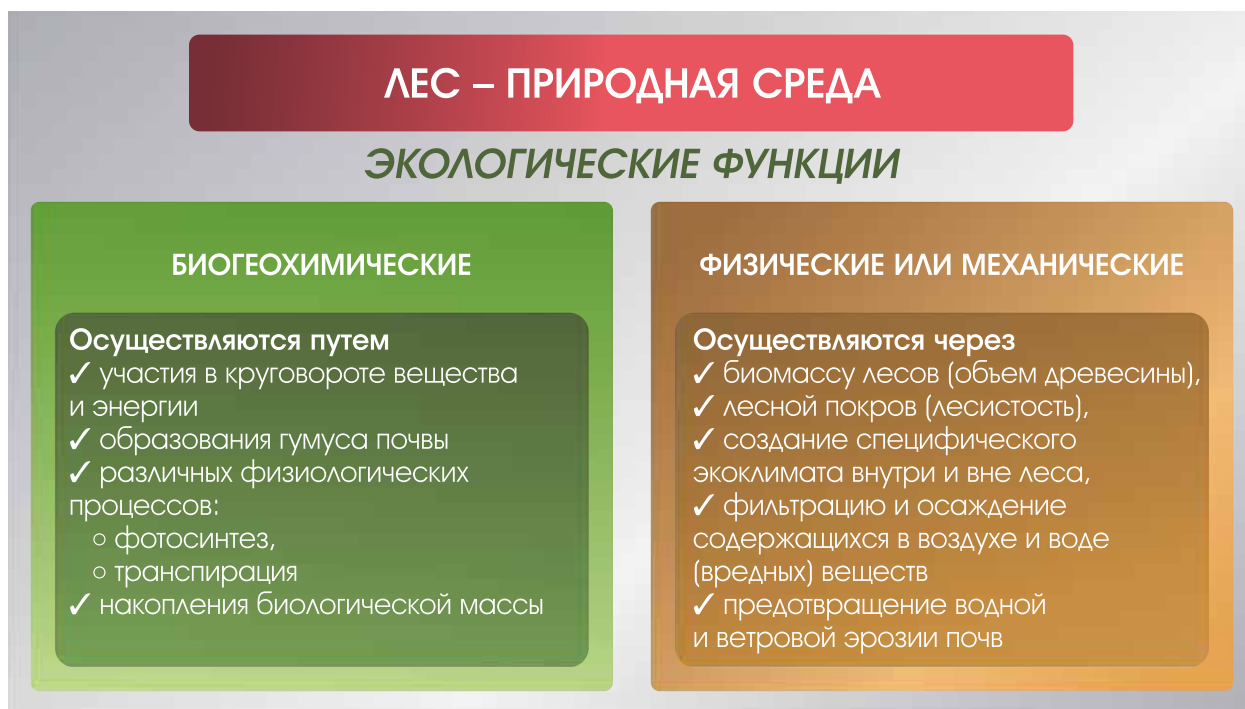 ЛЕС – ПРИРОДНАЯ СРЕДА
ЭКОЛОГИЧЕСКИЕ ФУНКЦИИ
БИОГЕОХИМИЧЕСКИЕ
Осуществляются путем
✓ участия в круговороте вещества
и энергии
✓ образования гумуса почвы
✓ различных физиологических
процессов:
○ фотосинтез,
○ транспирация
✓ накопления биологической массы
ФИЗИЧЕСКИЕ ИЛИ МЕХАНИЧЕСКИЕ
Осуществляются через
✓ биомассу лесов (объем древесины),
✓ лесной покров (лесистость),
✓ создание специфического
экоклимата внутри и вне леса,
✓ фильтрацию и осаждение
содержащихся в воздухе и воде
(вредных) веществ
✓ предотвращение водной
и ветровой эрозии почв